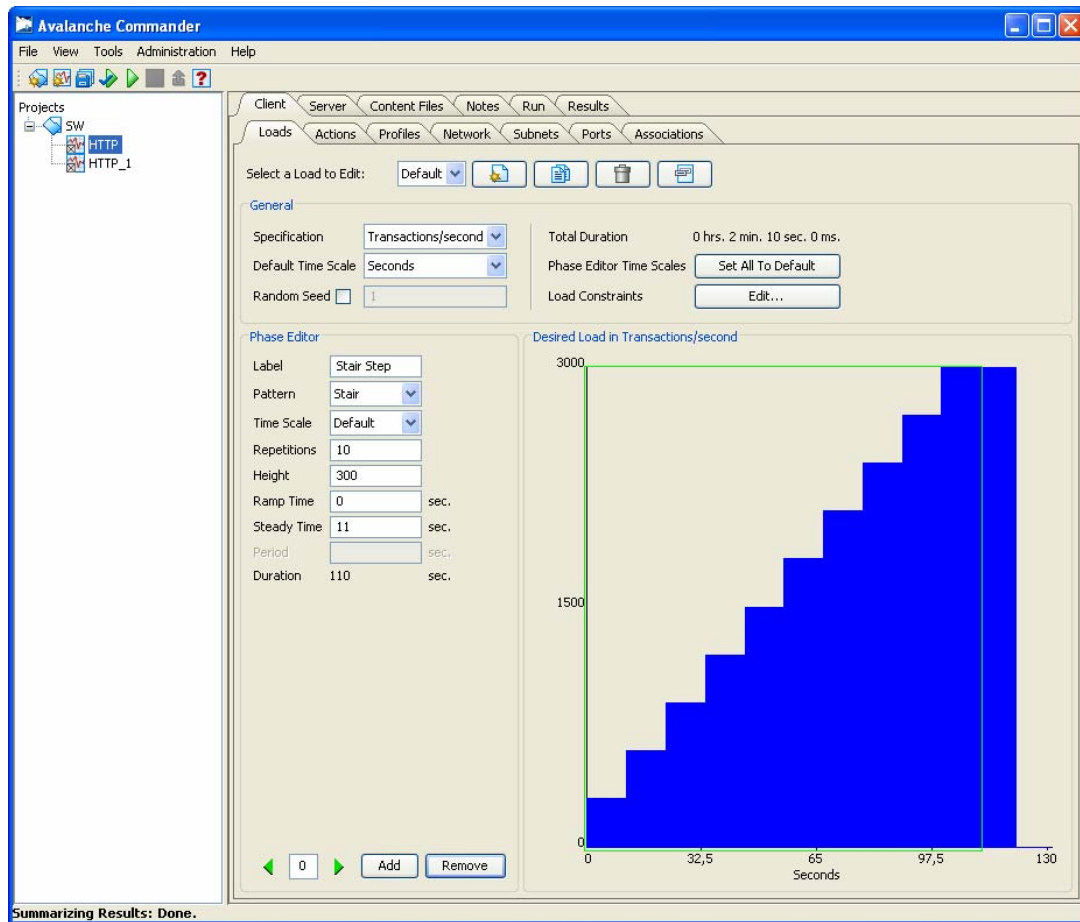 Avalanche Commander
File View Tools Administration Help
Projects
SW
HTTP
HTTP_1
Client Server Content Files Notes Run Results
Loads Actions Profiles Network Subnets Ports Associations
Select a Load to Edit: Default
General
Specification Transactions/second Total Duration 0 hrs. 2 min. 10 sec. 0 ms.
Default Time Scale Seconds Phase Editor Time Scales Set All To Default
Random Seed 1 Load Constraints Edit...
Phase Editor
Label Stair Step
Pattern Stair
Time Scale Default
Repetitions 10
Height 300
Ramp Time 0 sec.
Steady Time 11 sec.
Period sec.
Duration 110 sec.
0 Add Remove
Desired Load in Transactions/second
3000
1500
0
0 32,5 65 97,5 130
Seconds
Summarizing Results: Done.